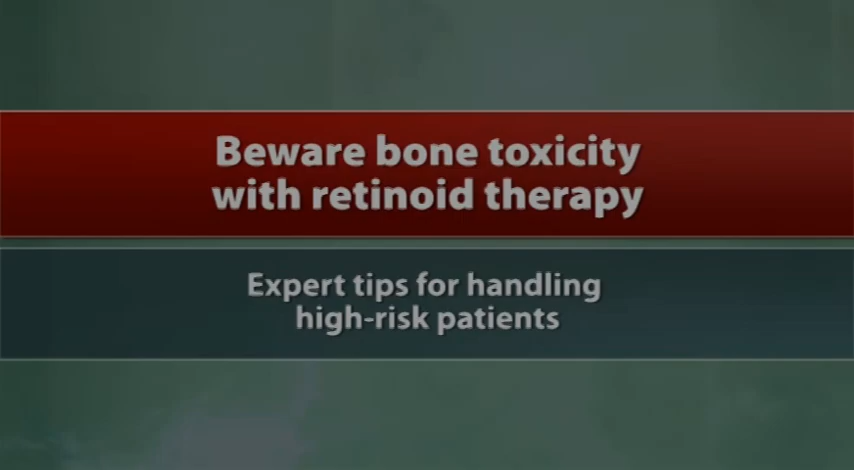 Beware bone toxicity
with retinoid therapy
Expert tips for handling
high-risk patients